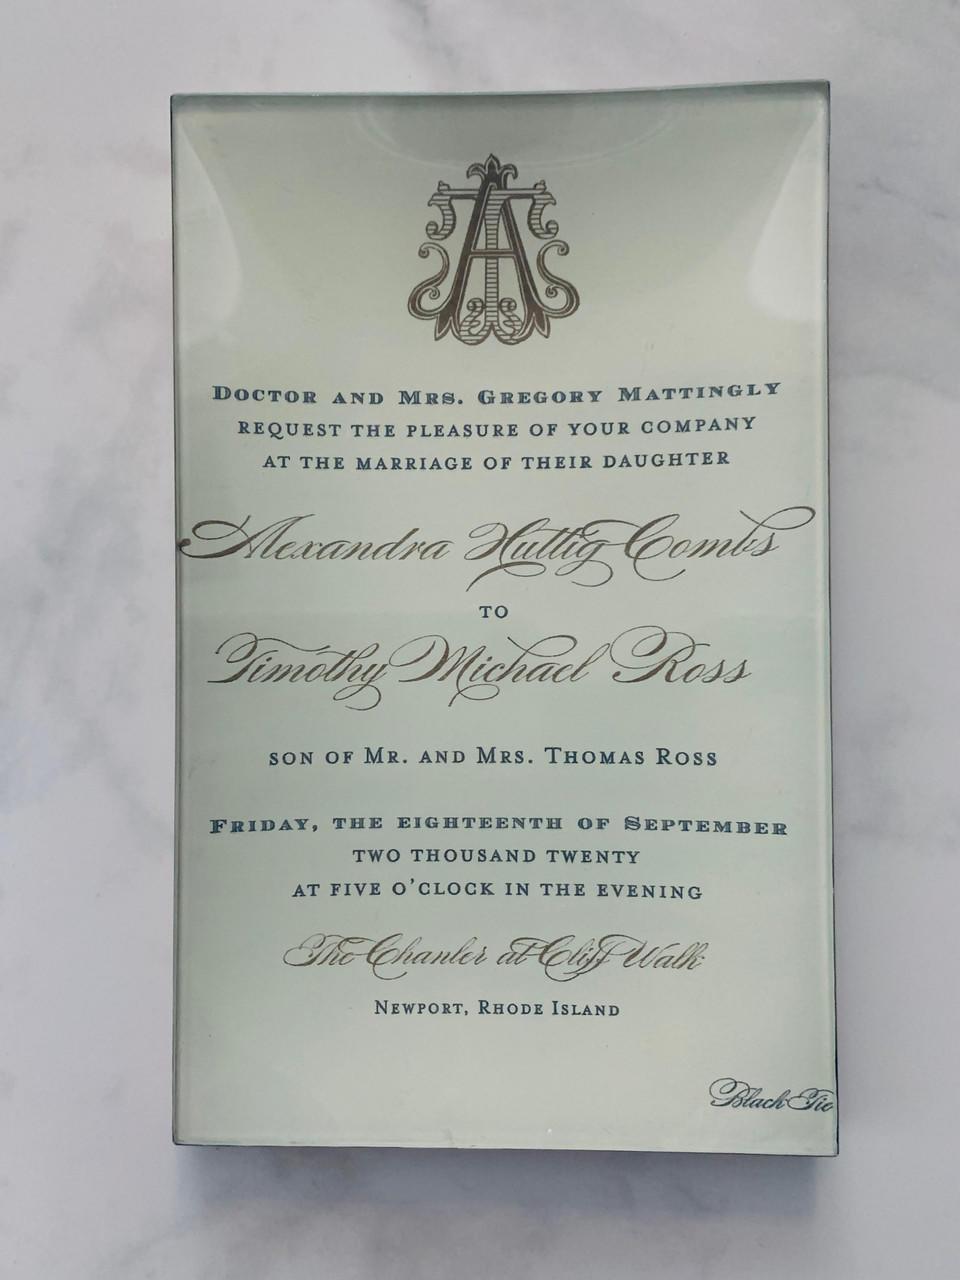 Doctor and Mrs. Gregory Mattingly
request the pleasure of your company
at the marriage of their daughter
Alexandra Huttig Combs
to
Timothy Michael Ross
son of Mr. and Mrs. Thomas Ross
Friday, the eighteenth of September
two thousand twenty
at five o'clock in the evening
The Chanler at Cliff Walk
Newport, Rhode Island
Black Tie